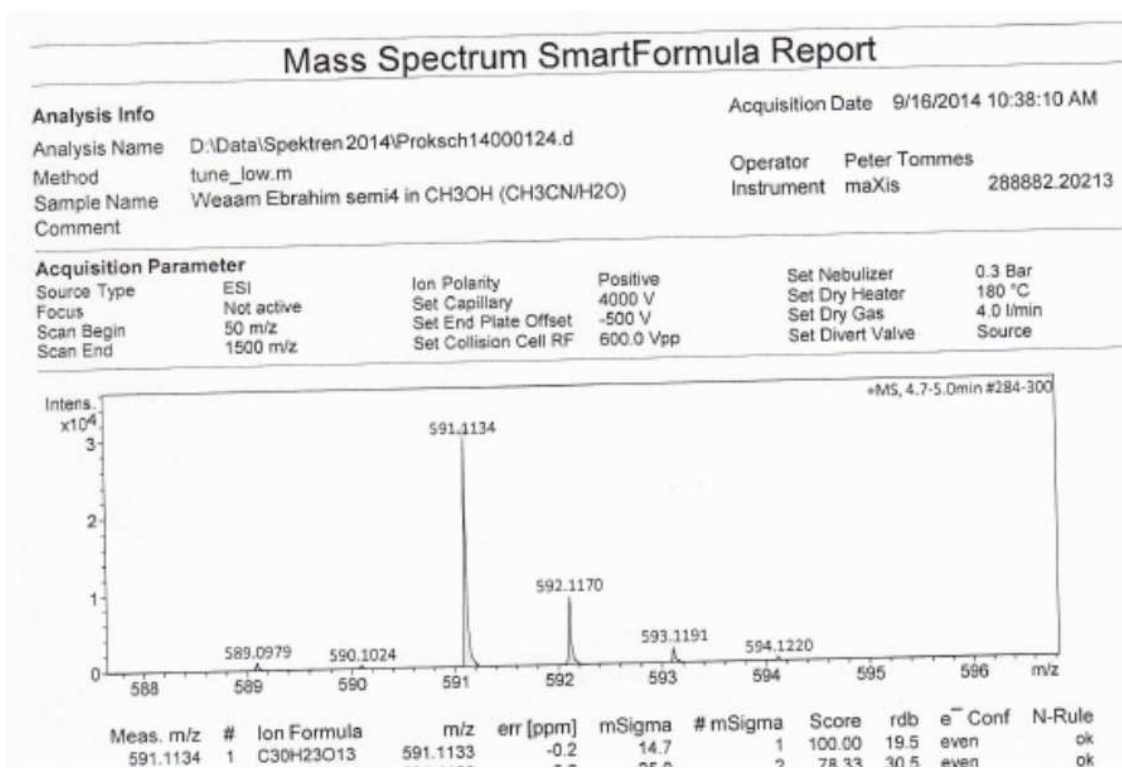 Mass Spectrum SmartFormula Report
Analysis Info
Acquisition Date 9/16/2014 10:38:10 AM
Analysis Name D:\Data\Spektren 2014\Proksch14000124.d
Method tune_low.m
Operator Peter Tommes
Sample Name Weaam Ebrahim semi4 in CH3OH (CH3CN/H2O)
Instrument maXis 288882.20213
Comment
Acquisition Parameter
Source Type ESI Ion Polarity Positive Set Nebulizer 0.3 Bar
Focus Not active Set Capillary 4000 V Set Dry Heater 180 °C
Scan Begin 50 m/z Set End Plate Offset -500 V Set Dry Gas 4.0 l/min
Scan End 1500 m/z Set Collision Cell RF 600.0 Vpp Set Divert Valve Source
Intens.
x10^4
+MS, 4.7-5.0min #284-300
591.1134
3
2
592.1170
1
593.1191
589.0979 590.1024 594.1220
0
588 589 590 591 592 593 594 595 596 m/z
Meas. m/z # Ion Formula m/z err [ppm] mSigma # mSigma Score rdb e¯ Conf N-Rule
591.1134 1 C30H23O13 591.1133 -0.2 14.7 1 100.00 19.5 even ok
2 78.33 30.5 even ok